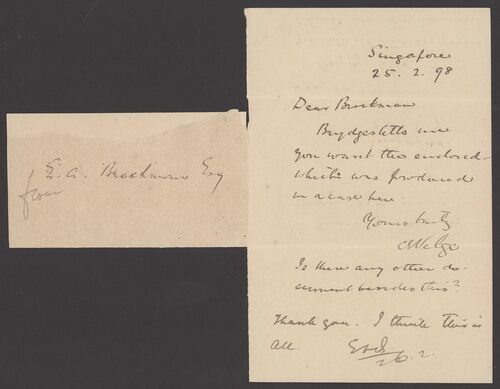 E. A. Brockman Esq
from
Singapore
25. 2. 98
Dear Brockman
Brydges tells me
you want the enclosed
which was produced
in a case here.
Yours truly
Is there any other do-
cument besides this?
Thank you. I think this is
all.
26. 2.